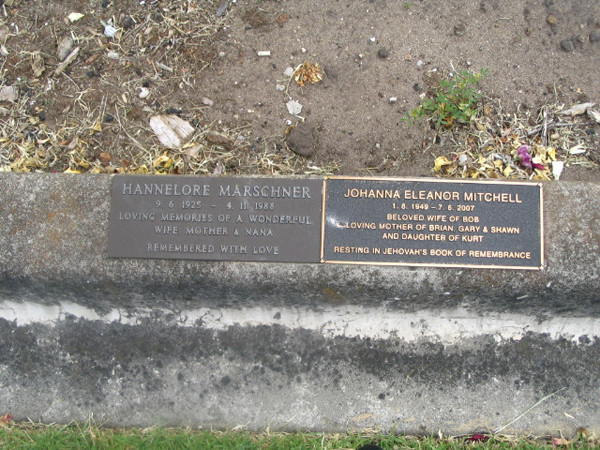 HANNELORE MARSCHNER
9. 6. 1925 - 4. 11. 1988
LOVING MEMORIES OF A WONDERFUL
WIFE, MOTHER & NANA
REMEMBERED WITH LOVE
JOHANNA ELEANOR MITCHELL
1. 8. 1949 - 7. 6. 2007
BELOVED WIFE OF BOB
LOVING MOTHER OF BRIAN, GARY & SHAWN
AND DAUGHTER OF KURT
RESTING IN JEHOVAH'S BOOK OF REMEMBRANCE